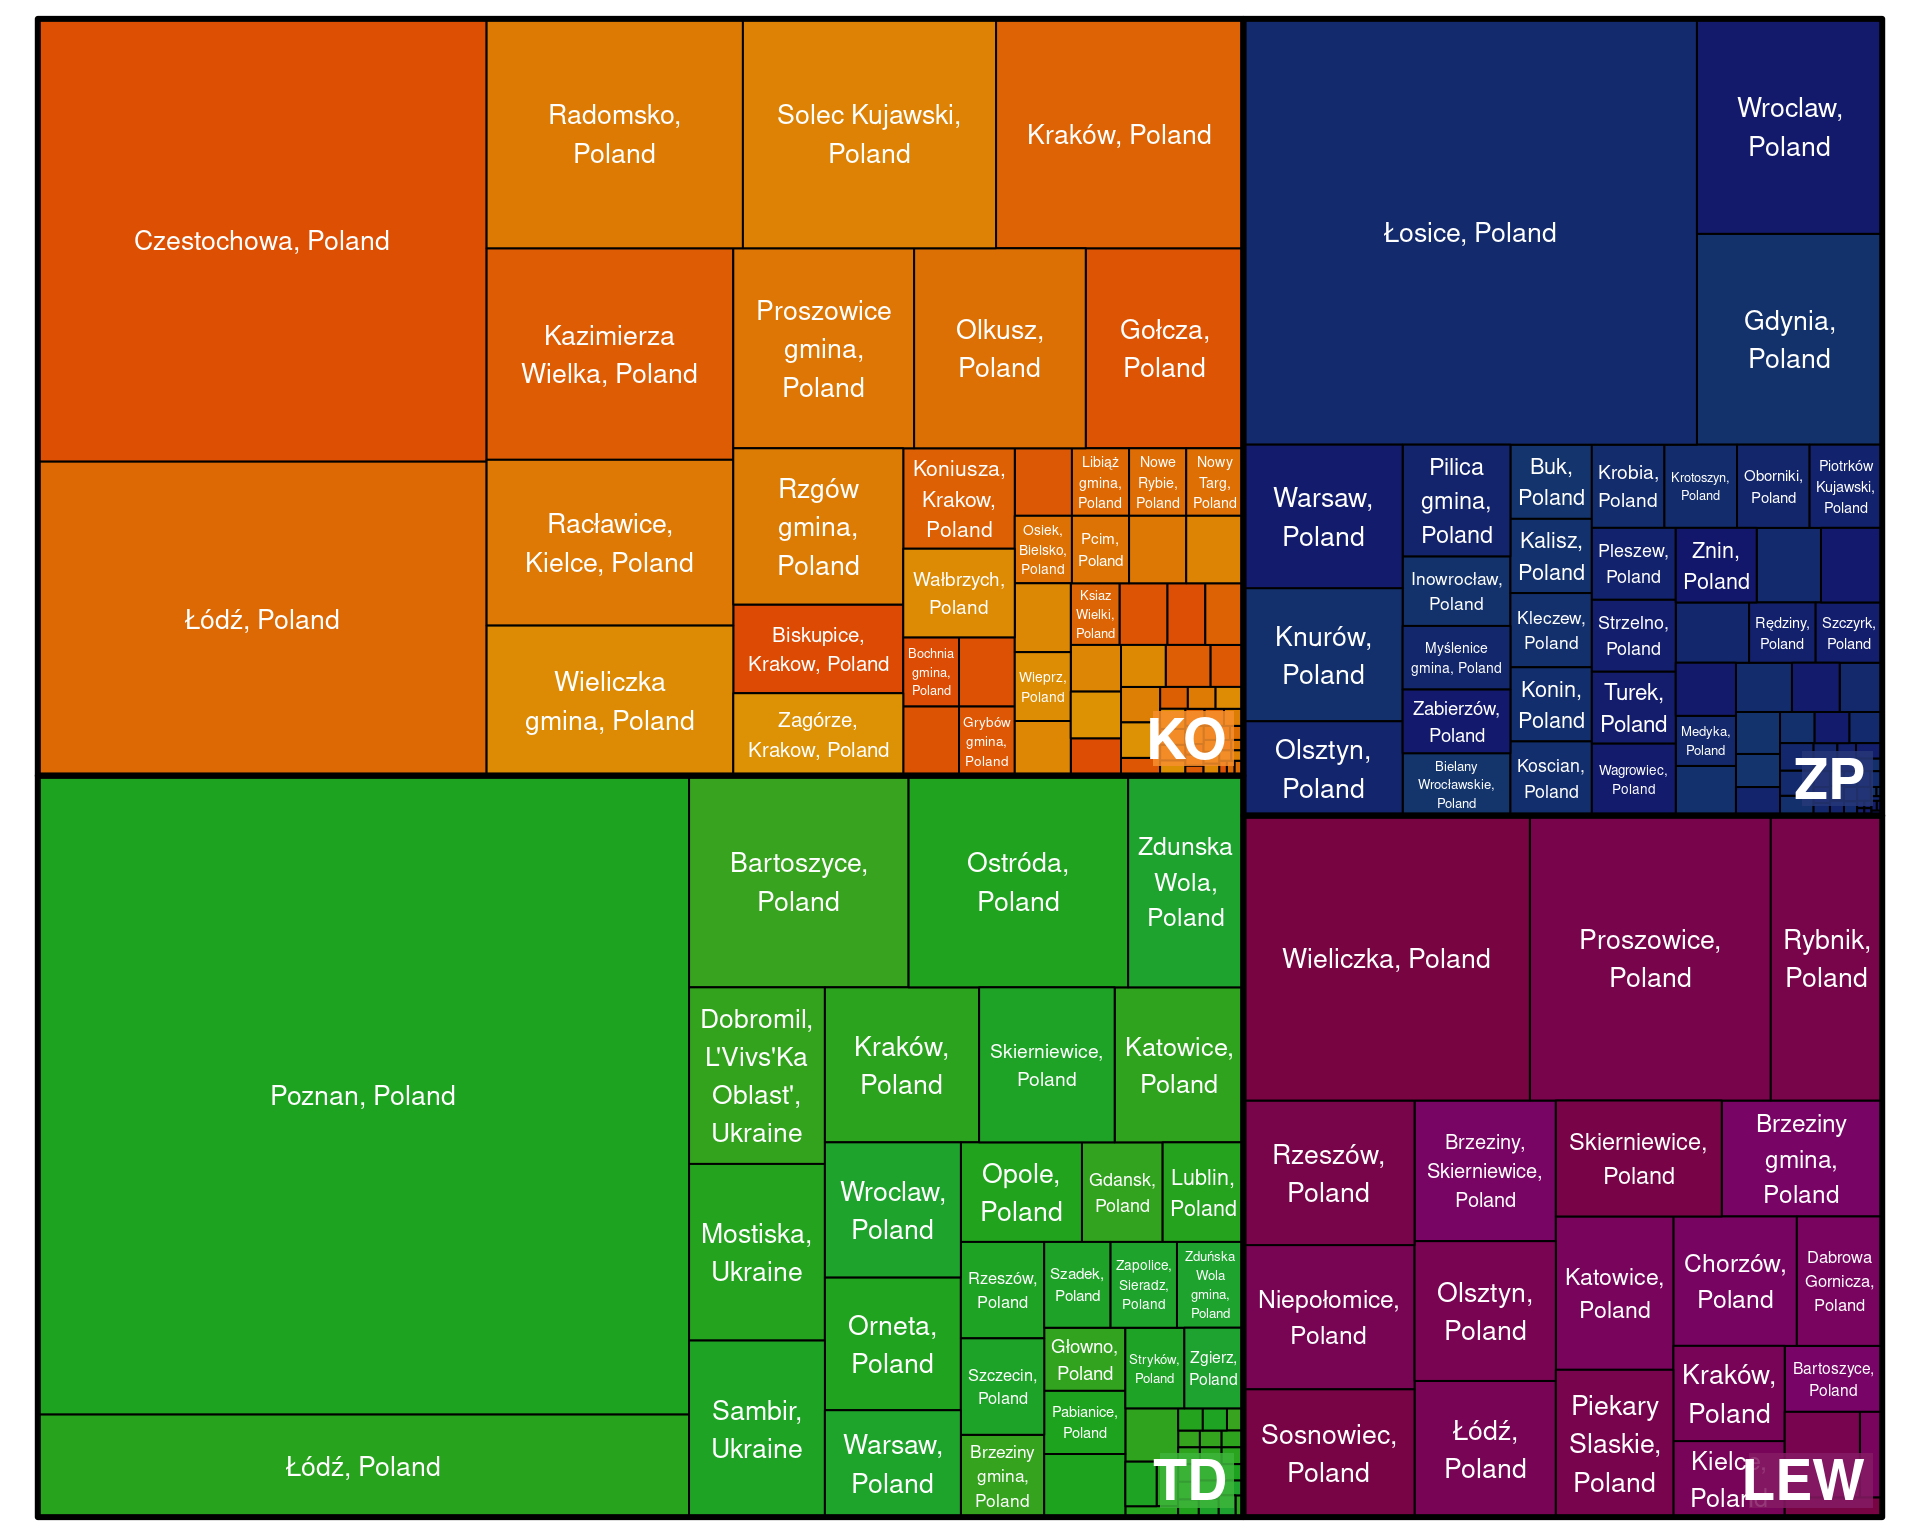 Czestochowa, Poland
Łódź, Poland
Radomsko,
Poland
Solec Kujawski,
Poland
Kraków, Poland
Kazimierza
Wielka, Poland
Proszowice
gmina,
Poland
Olkusz,
Poland
Gołcza,
Poland
Racławice,
Kielce, Poland
Wieliczka
gmina, Poland
Rzgów
gmina,
Poland
Biskupice,
Krakow, Poland
Zagórze,
Krakow, Poland
Koniusza,
Krakow,
Poland
Wałbrzych,
Poland
Bochnia
gmina,
Poland
Grybów
gmina,
Poland
Libiąż
gmina,
Poland
Nowe
Rybie,
Poland
Nowy
Targ,
Poland
Osiek,
Bielsko,
Poland
Pcim,
Poland
Ksiaz
Wielki,
Poland
Wieprz,
Poland
KO
Łosice, Poland
Wroclaw,
Poland
Gdynia,
Poland
Warsaw,
Poland
Knurów,
Poland
Olsztyn,
Poland
Pilica
gmina,
Poland
Inowrocław,
Poland
Myślenice
gmina, Poland
Zabierzów,
Poland
Bielany
Wrocławskie,
Poland
Buk,
Poland
Kalisz,
Poland
Kleczew,
Poland
Konin,
Poland
Koscian,
Poland
Krobia,
Poland
Krotoszyn,
Poland
Oborniki,
Poland
Piotrków
Kujawski,
Poland
Pleszew,
Poland
Strzelno,
Poland
Turek,
Poland
Wagrowiec,
Poland
Znin,
Poland
Rędziny,
Poland
Szczyrk,
Poland
Medyka,
Poland
ZP
Poznan, Poland
Łódź, Poland
Bartoszyce,
Poland
Ostróda,
Poland
Zdunska
Wola,
Poland
Dobromil,
L'Vivs'Ka
Oblast',
Ukraine
Mostiska,
Ukraine
Sambir,
Ukraine
Kraków,
Poland
Skierniewice,
Poland
Katowice,
Poland
Wroclaw,
Poland
Orneta,
Poland
Warsaw,
Poland
Opole,
Poland
Gdansk,
Poland
Lublin,
Poland
Rzeszów,
Poland
Szczecin,
Poland
Brzeziny
gmina,
Poland
Szadek,
Poland
Zapolice,
Sieradz,
Poland
Zduńska
Wola
gmina,
Poland
Głowno,
Poland
Pabianice,
Poland
Stryków,
Poland
Zgierz,
Poland
TD
Wieliczka, Poland
Proszowice,
Poland
Rybnik,
Poland
Rzeszów,
Poland
Niepołomice,
Poland
Sosnowiec,
Poland
Brzeziny,
Skierniewice,
Poland
Olsztyn,
Poland
Łódź,
Poland
Skierniewice,
Poland
Brzeziny
gmina,
Poland
Katowice,
Poland
Piekary
Slaskie,
Poland
Chorzów,
Poland
Dabrowa
Gornicza,
Poland
Kraków,
Poland
Bartoszyce,
Poland
Kielce,
Poland
LEW